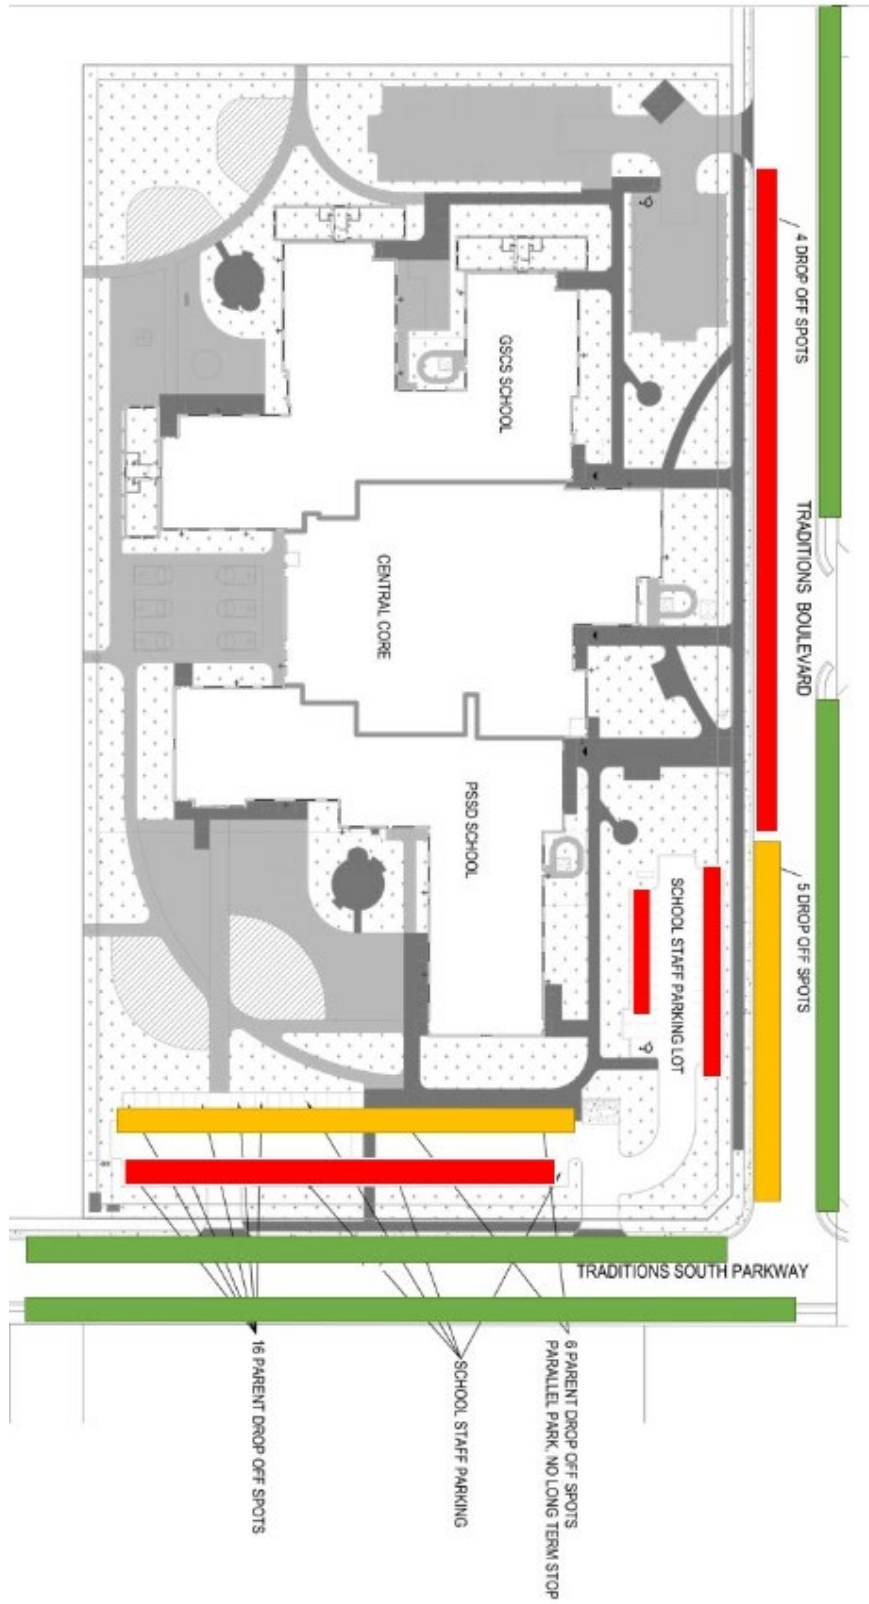 4 DROP OFF SPOTS
GSCS SCHOOL
TRADITIONS BOULEVARD
CENTRAL CORE
PSSD SCHOOL
SCHOOL STAFF PARKING LOT
5 DROP OFF SPOTS
TRADITIONS SOUTH PARKWAY
16 PARENT DROP OFF SPOTS
SCHOOL STAFF PARKING
6 PARENT DROP OFF SPOTS
PARALLEL PARK, NO LONG TERM STOP